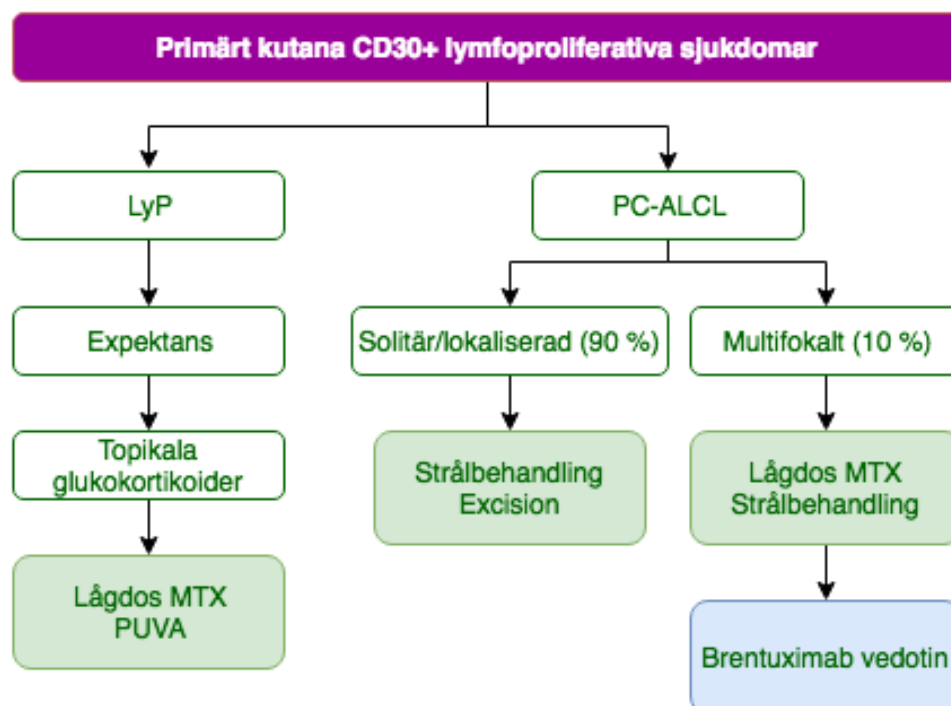 Primärt kutana CD30+ lymfoproliferativa sjukdomar
LyP
PC-ALCL
Expektans
Solitär/lokaliserad (90 %)
Multifokalt (10 %)
Topikala
glukokortikoider
Strålbehandling
Excision
Lågdos MTX
Strålbehandling
Lågdos MTX
PUVA
Brentuximab vedotin